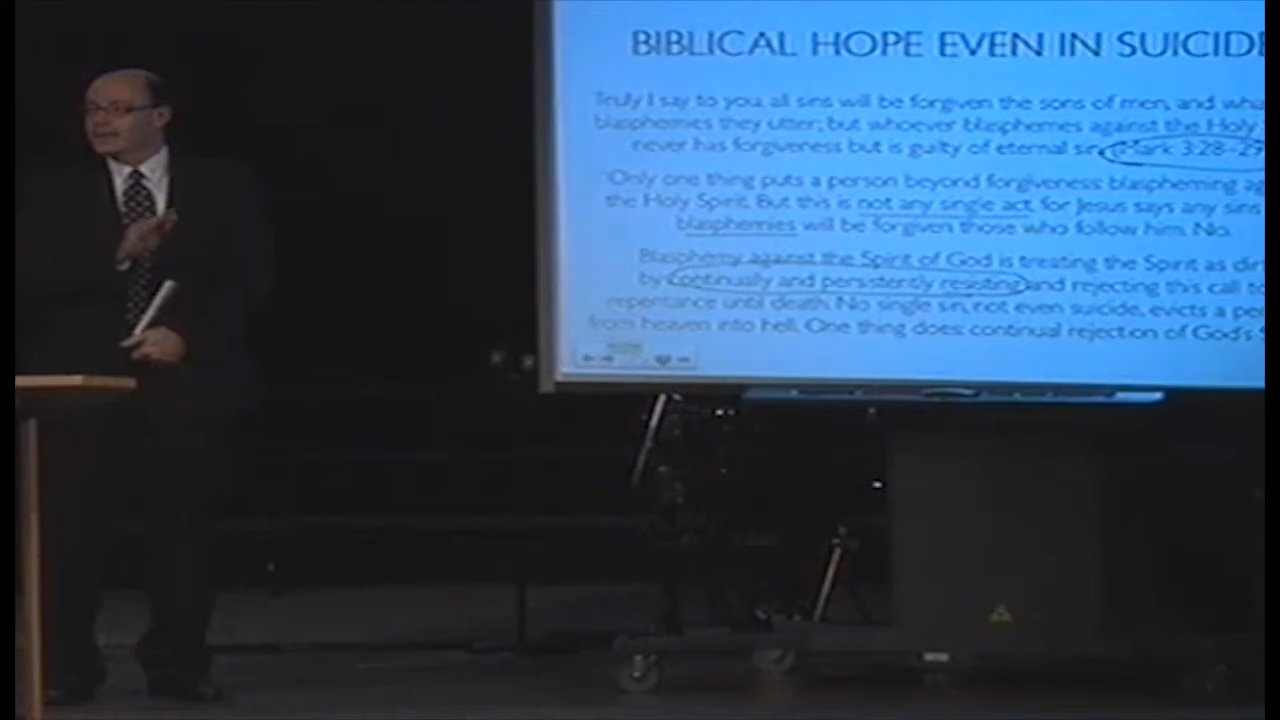 BIBLICAL HOPE EVEN IN SUICIDE
Truly I say to you, all sins will be forgiven the sons of men, and wha
blasphemies they utter; but whoever blasphemes against the Holy
never has forgiveness but is guilty of eternal sin (Mark 3:28-29
"Only one thing puts a person beyond forgiveness: blaspheming ag
the Holy Spirit. But this is not any single act, for Jesus says any sins
blasphemies will be forgiven those who follow him. No.
Blasphemy against the Spirit of God is treating the Spirit as dir
by continually and persistently resisting and rejecting this call to
repentance until death. No single sin, not even suicide, evicts a pe
from heaven into hell. One thing does: continual rejection of God's S